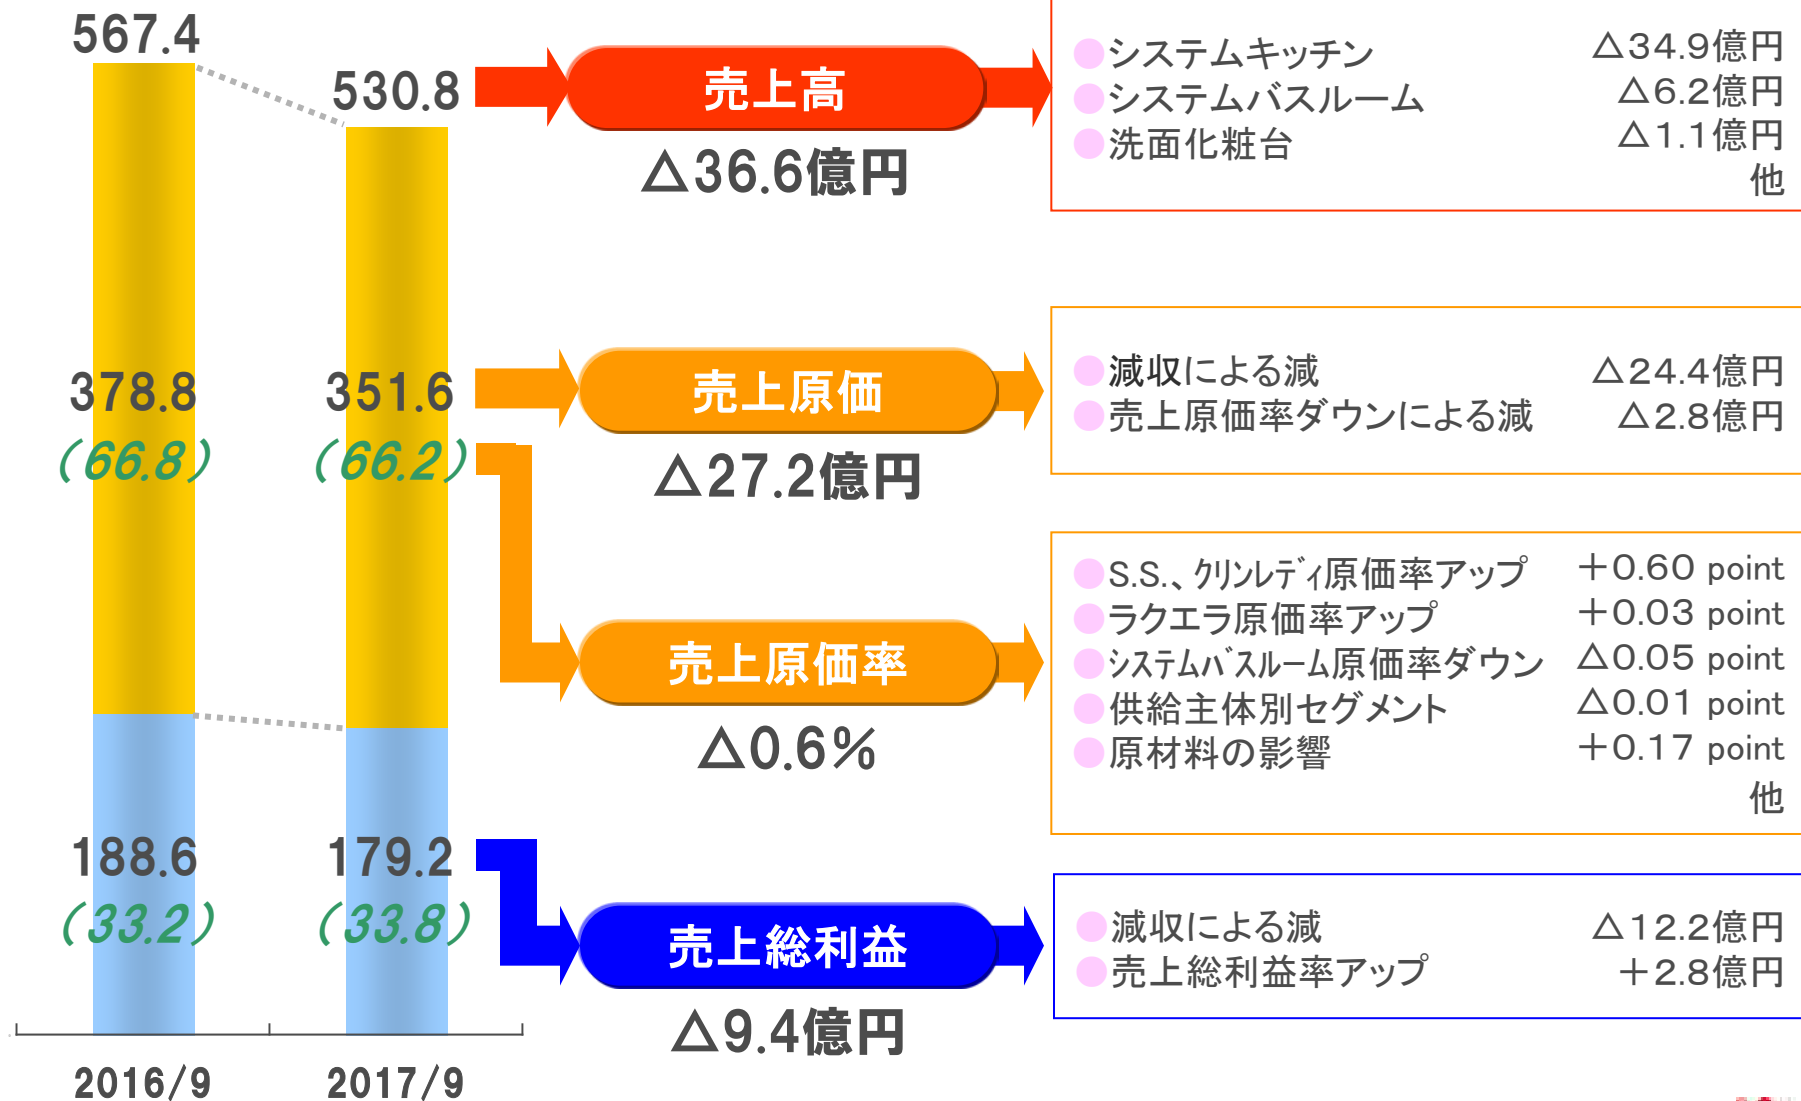 567.4
530.8
378.8
(66.8)
351.6
(66.2)
188.6
(33.2)
179.2
(33.8)
2016/9
2017/9
売上高
△36.6億円
●システムキッチン △34.9億円
●システムバスルーム △6.2億円
●洗面化粧台 △1.1億円
他
売上原価
△27.2億円
●減収による減 △24.4億円
●売上原価率ダウンによる減 △2.8億円
売上原価率
△0.6%
●S.S.、クリンレディ原価率アップ +0.60 point
●ラクエラ原価率アップ +0.03 point
●システムバスルーム原価率ダウン △0.05 point
●供給主体別セグメント △0.01 point
●原材料の影響 +0.17 point
他
売上総利益
△9.4億円
●減収による減 △12.2億円
●売上総利益率アップ +2.8億円